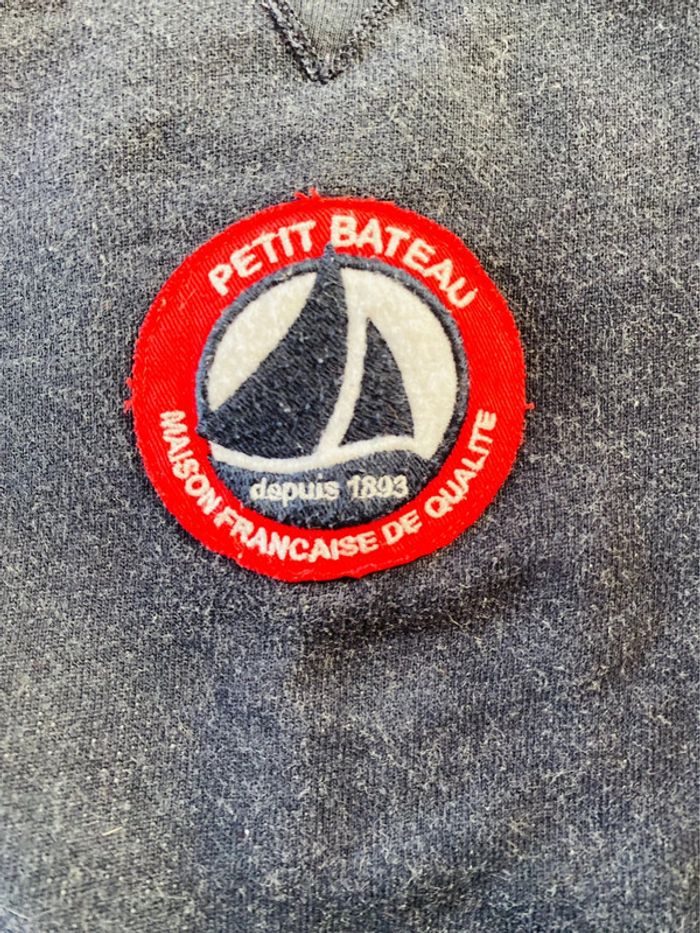 PETIT BATEAU
depuis 1893
MAISON FRANCAISE DE QUALITE